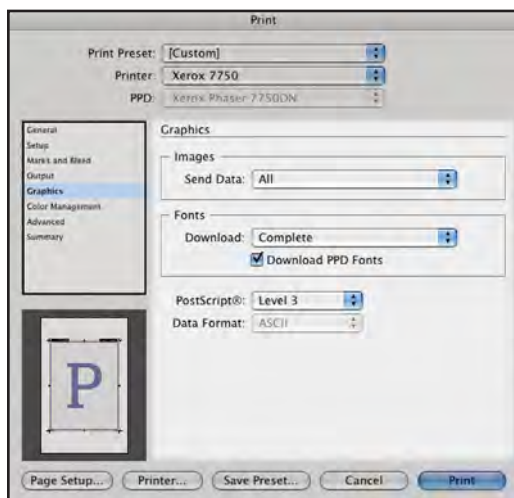 Print
Print Preset: [Custom]
Printer: Xerox 7750
PPD: Xerox Phaser 7750DN
General
Setup
Marks and Bleed
Output
Graphics
Color Management
Advanced
Summary
Graphics
Images
Send Data: All
Fonts
Download: Complete
Download PPD Fonts
PostScript®: Level 3
Data Format: ASCII
P
Page Setup... Printer... Save Preset... Cancel Print